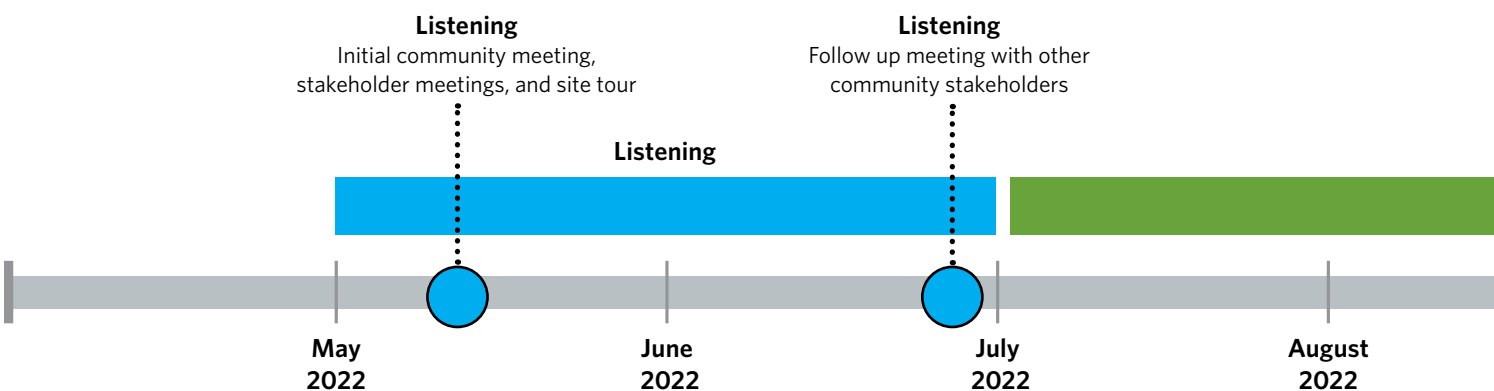 Listening
Initial community meeting,
stakeholder meetings, and site tour
Listening
Follow up meeting with other
community stakeholders
Listening
May
2022
June
2022
July
2022
August
2022